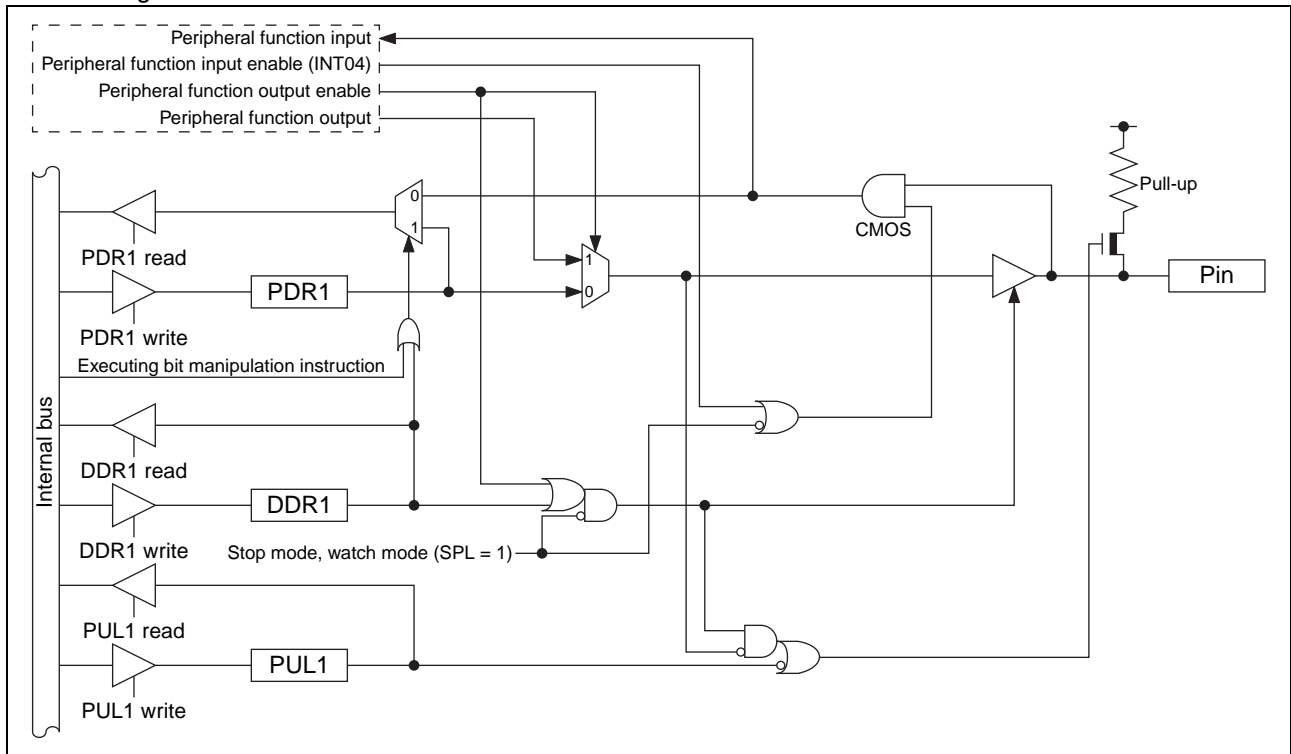 Peripheral function input
Peripheral function input enable (INT04)
Peripheral function output enable
Peripheral function output
Pull-up
0
1
CMOS
PDR1 read
1
0
PDR1
Pin
PDR1 write
Executing bit manipulation instruction
Internal bus
DDR1 read
DDR1
DDR1 write
Stop mode, watch mode (SPL = 1)
PUL1 read
PUL1
PUL1 write